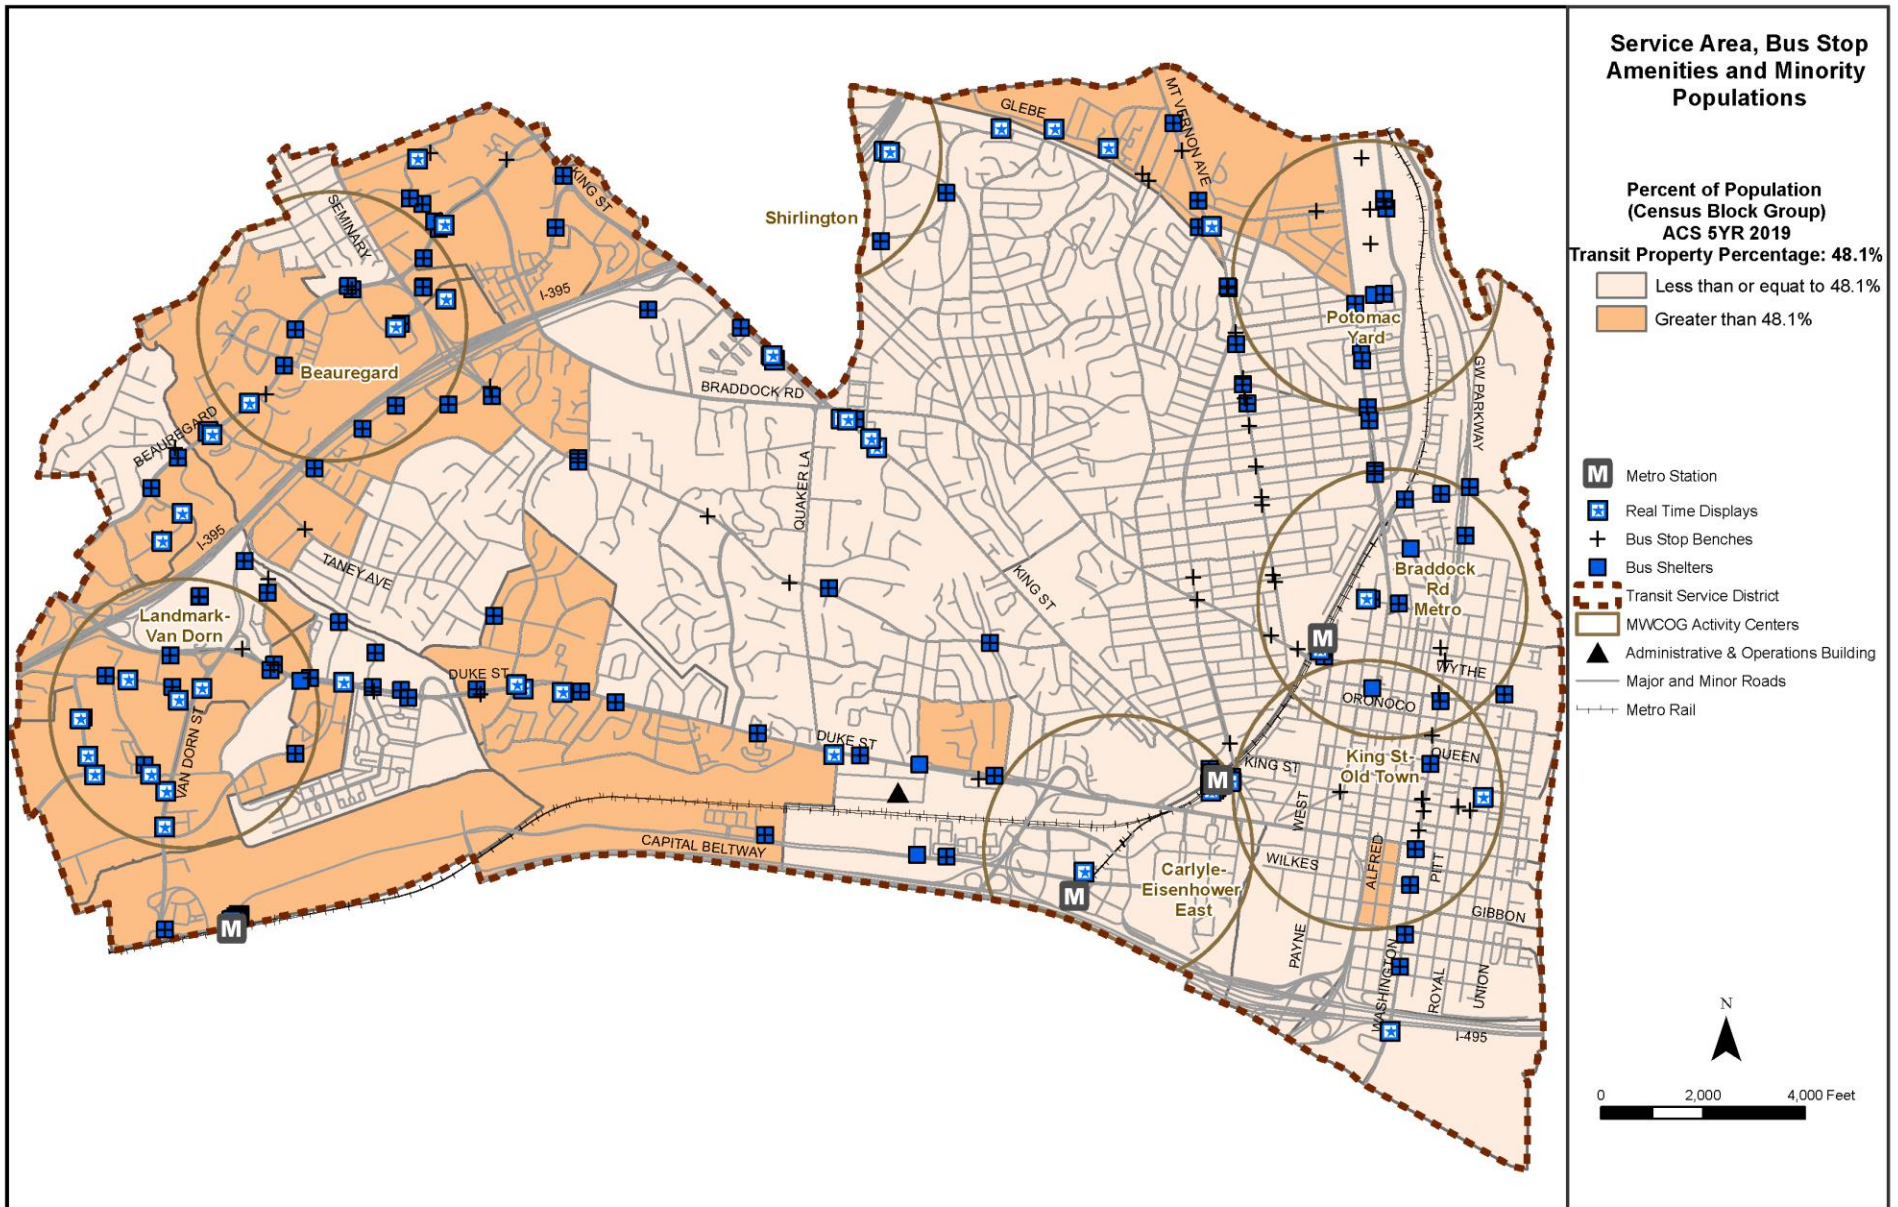 Service Area, Bus Stop
Amenities and Minority
Populations
Percent of Population
(Census Block Group)
ACS 5YR 2019
Transit Property Percentage: 48.1%
Less than or equat to 48.1%
Greater than 48.1%
M Metro Station
Real Time Displays
Bus Stop Benches
Bus Shelters
Transit Service District
MWCOG Activity Centers
Administrative & Operations Building
Major and Minor Roads
Metro Rail
N
0 2,000 4,000 Feet
GLEBE
MT VERNON AVE
KING ST
SEMINARY
Shirlington
I-395
Potomac
Yard
Beauregard
BRADDOCK RD
GW PARKWAY
BEAUREGARD
QUAKER LA
I-395
TANEY AVE
KING ST
Braddock
Rd
Metro
Landmark-
Van Dorn
M
WYTHE
DUKE ST
ORONOCO
VAN DORN ST
DUKE ST
QUEEN
KING ST
King St-
Old Town
M
WEST
CAPITAL BELTWAY
WILKES
ALFRED
PITT
Carlyle-
Eisenhower
East
M
GIBBON
M
PAYNE
WASHINGTON
ROYAL
UNION
I-495